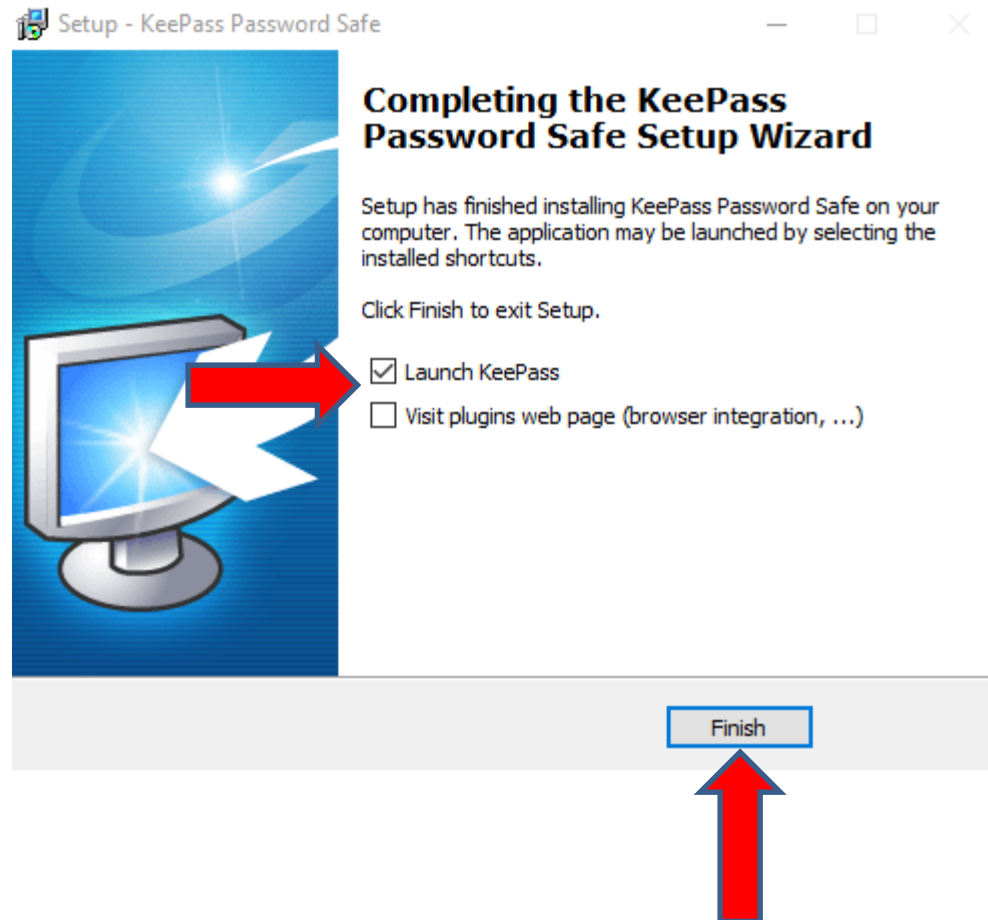 Setup - KeePass Password Safe
Completing the KeePass
Password Safe Setup Wizard
Setup has finished installing KeePass Password Safe on your
computer. The application may be launched by selecting the
installed shortcuts.
Click Finish to exit Setup.
Launch KeePass
Visit plugins web page (browser integration, ...)
Finish